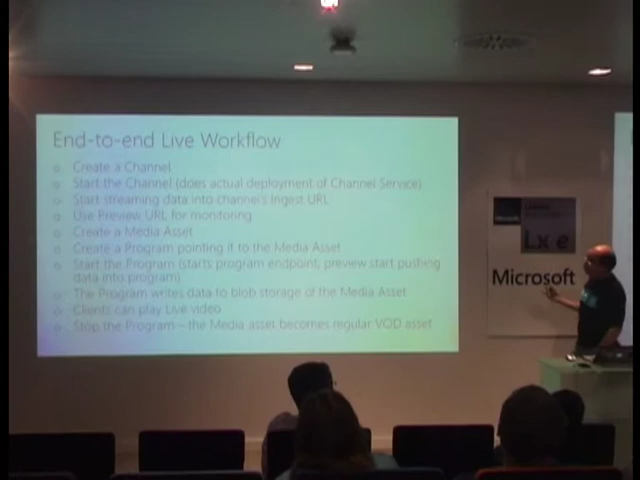 End-to-end Live Workflow
Create a Channel
Start the Channel (does actual deployment of Channel Service)
Start streaming data into channel's Ingest URL
Use Preview URL for monitoring
Create a Media Asset
Create a Program pointing it to the Media Asset
Start the Program (starts program endpoint, preview start pushing
data into program)
The Program writes data to blob storage of the Media Asset
Clients can play Live video
Stop the Program – the Media asset becomes regular VOD asset
Lx e
Microsoft